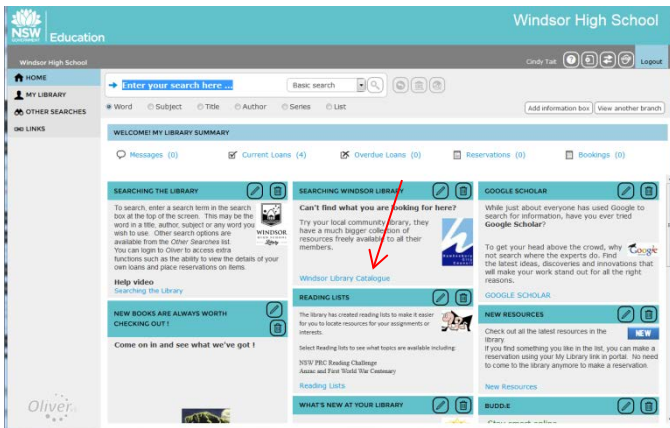 NSW
GOVERNMENT
Education
Windsor High School
Windsor High School
Cindy Tait
Logout
HOME
MY LIBRARY
OTHER SEARCHES
LINKS
Enter your search here ...
Basic search
Word Subject Title Author Series List
Add information box
View another branch
WELCOME! MY LIBRARY SUMMARY
Messages (0)
Current Loans (4)
Overdue Loans (0)
Reservations (0)
Bookings (0)
SEARCHING THE LIBRARY
To search, enter a search term in the search
box at the top of the screen. This may be the
word in a title, author, subject or any word you
wish to use. Other search options are
available from the Other Searches list.
You can login to Oliver to access extra
functions such as the ability to view the details of your
own loans and place reservations on items.
WINDSOR
HIGH SCHOOL
Library
Help video
Searching the Library
NEW BOOKS ARE ALWAYS WORTH
CHECKING OUT !
Come on in and see what we've got !
SEARCHING WINDSOR LIBRARY
Can't find what you are looking for here?
Try your local community library, they
have a much bigger collection of
resources freely available to all their
members.
Windsor Library Catalogue
READING LISTS
The library has created reading lists to make it easier
for you to locate resources for your assignments or
interests.
Select Reading lists to see what topics are available including:
NSW PRC Reading Challenge
Anzac and First World War Centenary
Reading Lists
WHAT'S NEW AT YOUR LIBRARY
GOOGLE SCHOLAR
While just about everyone has used Google to
search for information, have you ever tried
Google Scholar?
To get your head above the crowd, why
not search where the experts do. Find
the latest ideas, discoveries and innovations that
will make your work stand out for all the right
reasons.
Google
GOOGLE SCHOLAR
NEW RESOURCES
Check out all the latest resources in the
library.
NEW
If you find something you like in the list, you can make a
reservation using your My Library link in portal. No need
to come to the library anymore to make a reservation.
New Resources
BUDD:E
Stay smart online
Oliver